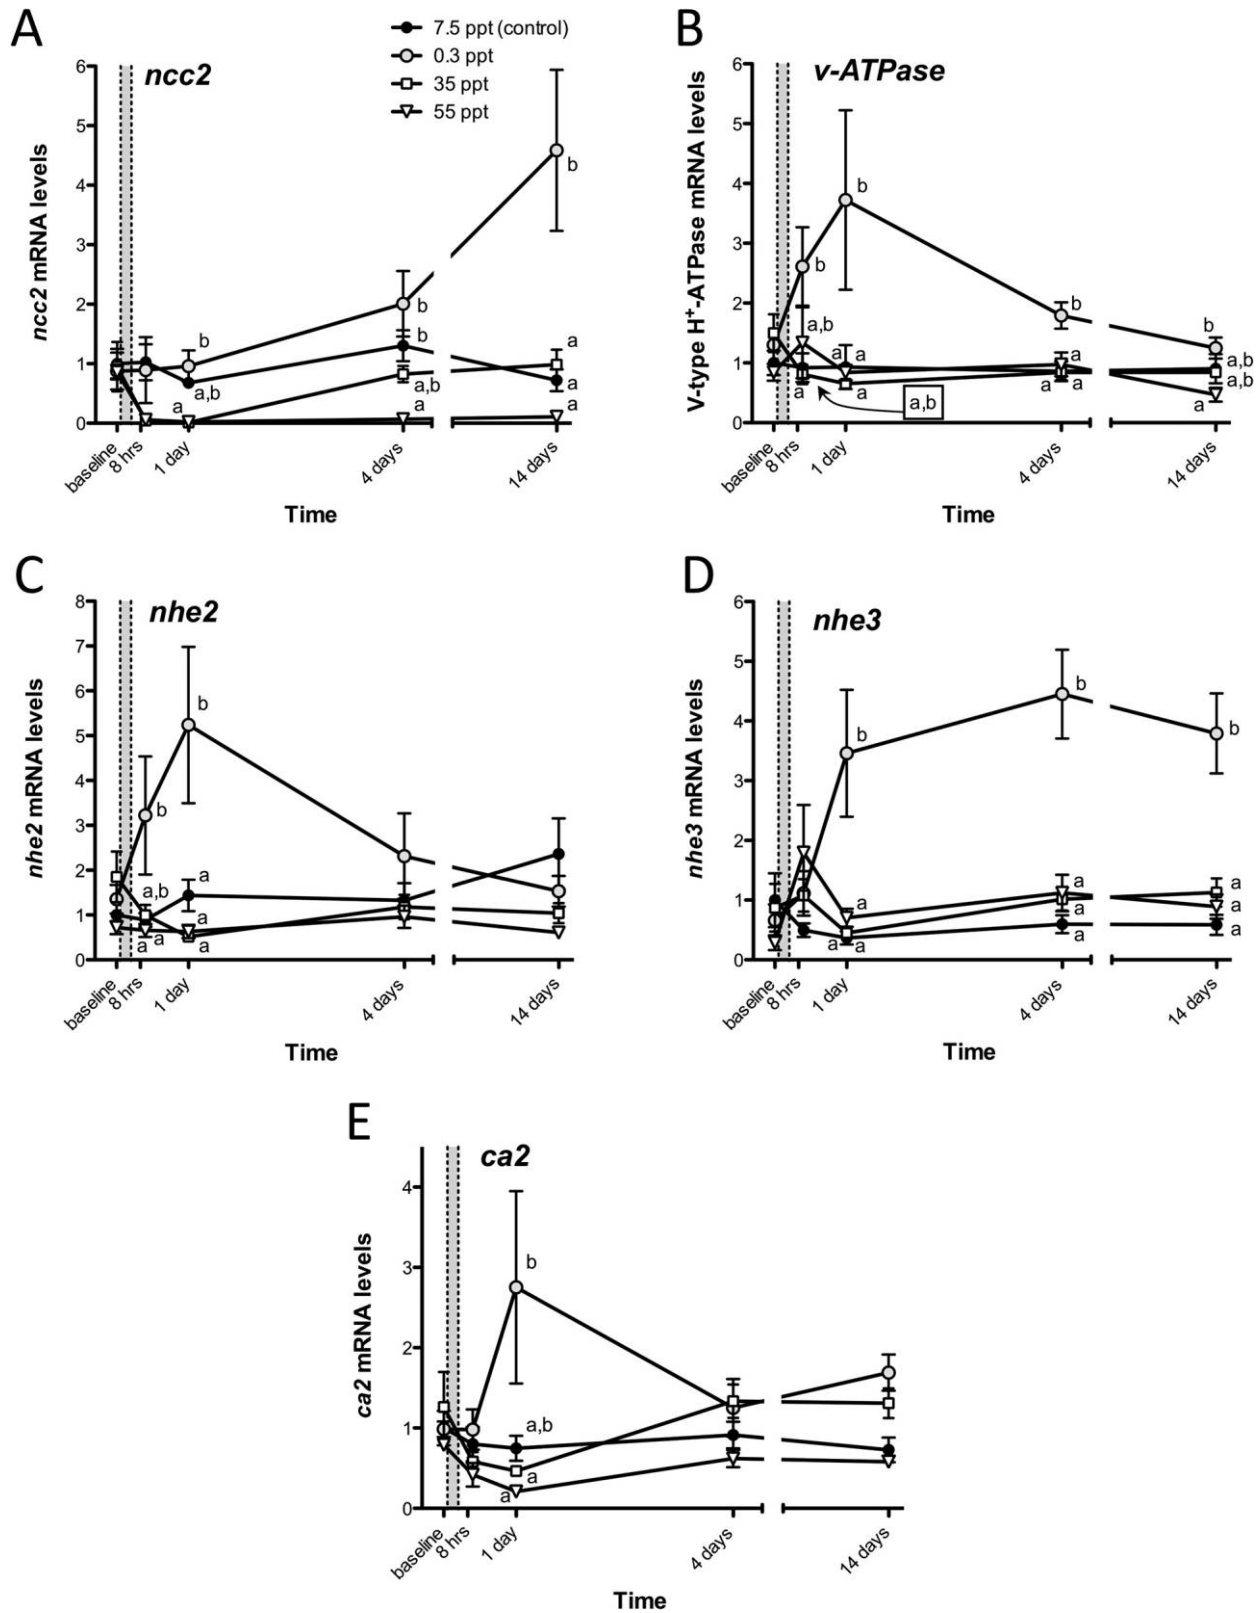 A
7.5 ppt (control)
0.3 ppt
35 ppt
55 ppt
ncc2
ncc2 mRNA levels
6
5
4
3
2
1
0
b
b
b
b
a
a,b
a
a,b
a
a
a
baseline
8 hrs
1 day
4 days
14 days
Time
B
v-ATPase
V-type H⁺-ATPase mRNA levels
6
5
4
3
2
1
0
b
b
b
b
a,b
a
a
a
a,b
a,b
a
a
a
a,b
a
baseline
8 hrs
1 day
4 days
14 days
Time
C
nhe2
nhe2 mRNA levels
8
7
6
5
4
3
2
1
0
b
b
a,b
a
a
a
a
a
baseline
8 hrs
1 day
4 days
14 days
Time
D
nhe3
nhe3 mRNA levels
6
5
4
3
2
1
0
b
b
b
a
a
a
a
a
a
a
a
a
baseline
8 hrs
1 day
4 days
14 days
Time
E
ca2
ca2 mRNA levels
4
3
2
1
0
b
a,b
a
a
baseline
8 hrs
1 day
4 days
14 days
Time